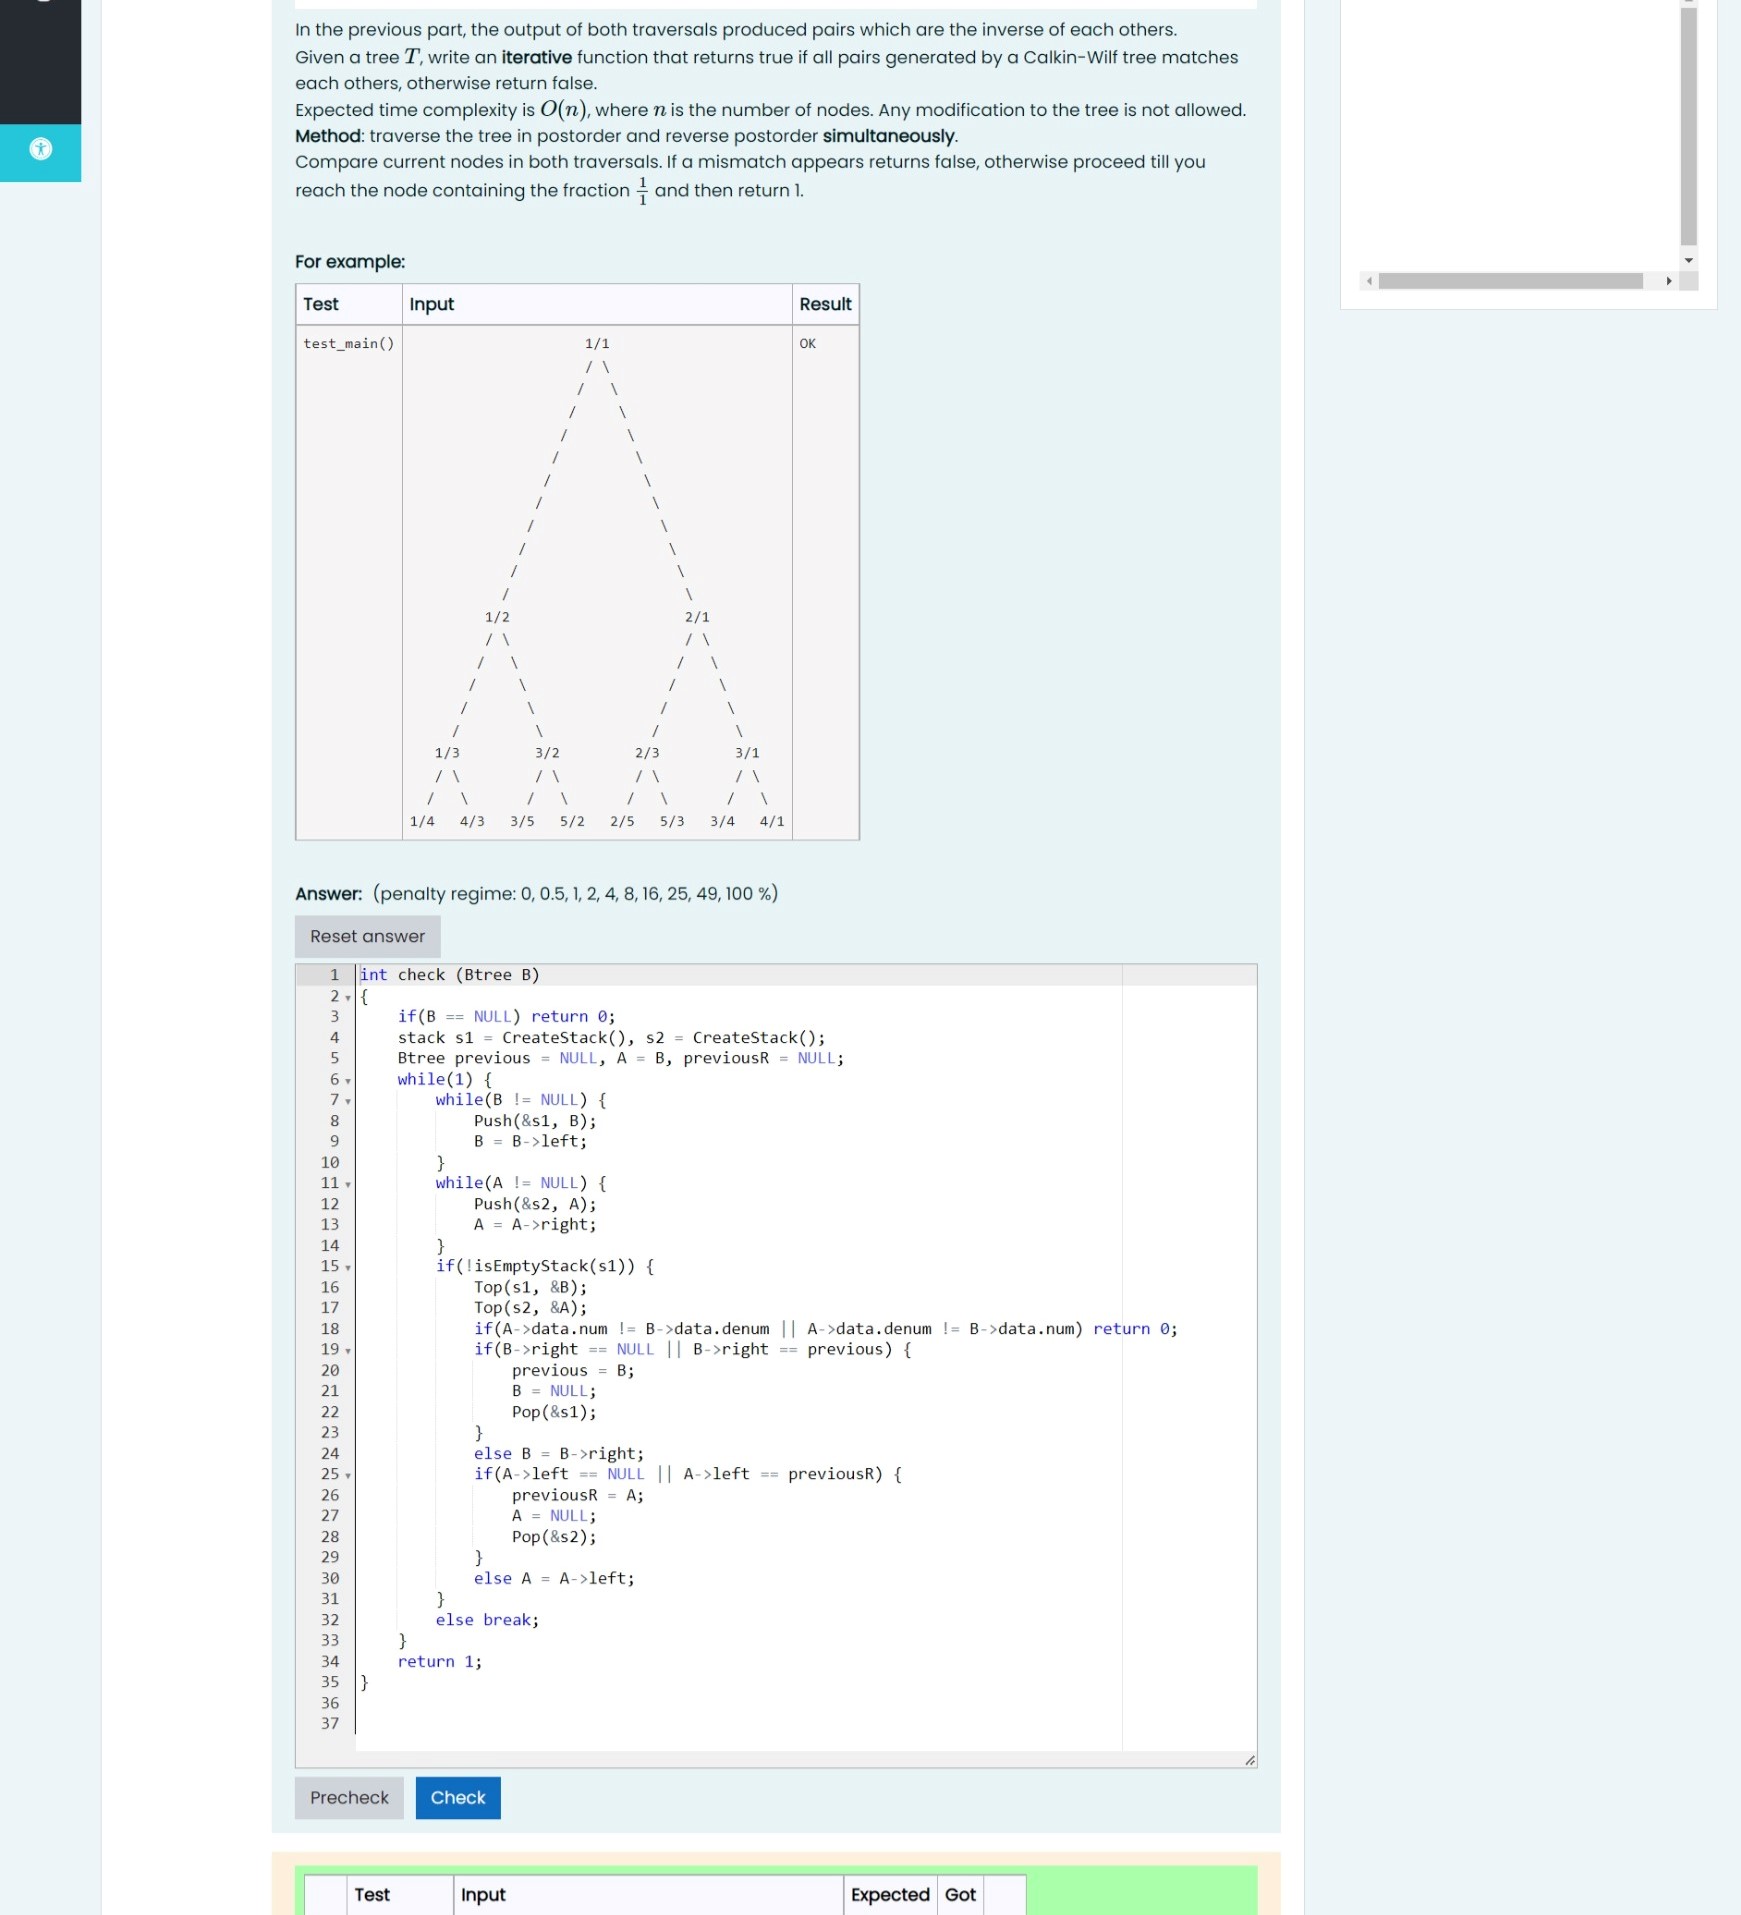 In the previous part, the output of both traversals produced pairs which are the inverse of each others.
Given a tree T, write an iterative function that returns true if all pairs generated by a Calkin-Wilf tree matches
each others, otherwise return false.
Expected time complexity is O(n), where n is the number of nodes. Any modification to the tree is not allowed.
Method: traverse the tree in postorder and reverse postorder simultaneously.
Compare current nodes in both traversals. If a mismatch appears returns false, otherwise proceed till you
reach the node containing the fraction 1/1 and then return 1.
For example:
Test Input Result
test_main() 1/1 OK
/ \
/ \
/ \
/ \
/ \
/ \
/ \
/ \
/ \
/ \
/ \
1/2 2/1
/ \ / \
/ \ / \
/ \ / \
/ \ / \
/ \ / \
1/3 3/2 2/3 3/1
/ \ / \ / \ / \
/ \ / \ / \ / \
1/4 4/3 3/5 5/2 2/5 5/3 3/4 4/1
Answer: (penalty regime: 0, 0.5, 1, 2, 4, 8, 16, 25, 49, 100 %)
Reset answer
1 int check (Btree B)
2 {
3 if(B == NULL) return 0;
4 stack s1 = CreateStack(), s2 = CreateStack();
5 Btree previous = NULL, A = B, previousR = NULL;
6 while(1) {
7 while(B != NULL) {
8 Push(&s1, B);
9 B = B->left;
10 }
11 while(A != NULL) {
12 Push(&s2, A);
13 A = A->right;
14 }
15 if(!isEmptyStack(s1)) {
16 Top(s1, &B);
17 Top(s2, &A);
18 if(A->data.num != B->data.denum || A->data.denum != B->data.num) return 0;
19 if(B->right == NULL || B->right == previous) {
20 previous = B;
21 B = NULL;
22 Pop(&s1);
23 }
24 else B = B->right;
25 if(A->left == NULL || A->left == previousR) {
26 previousR = A;
27 A = NULL;
28 Pop(&s2);
29 }
30 else A = A->left;
31 }
32 else break;
33 }
34 return 1;
35 }
36
37
Precheck Check
Test Input Expected Got